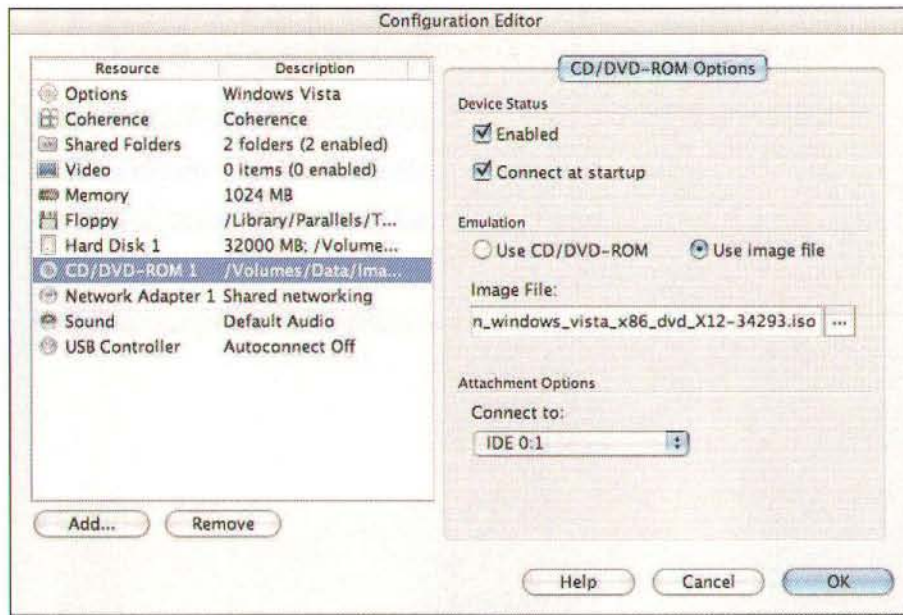 Configuration Editor
Resource Description
Options Windows Vista
Coherence Coherence
Shared Folders 2 folders (2 enabled)
Video 0 items (0 enabled)
Memory 1024 MB
Floppy /Library/Parallels/T...
Hard Disk 1 32000 MB; /Volume...
CD/DVD-ROM 1 /Volumes/Data/Ima...
Network Adapter 1 Shared networking
Sound Default Audio
USB Controller Autoconnect Off
Add... Remove
CD/DVD-ROM Options
Device Status
Enabled
Connect at startup
Emulation
Use CD/DVD-ROM Use image file
Image File:
n_windows_vista_x86_dvd_X12-34293.iso ...
Attachment Options
Connect to:
IDE 0:1
Help Cancel OK